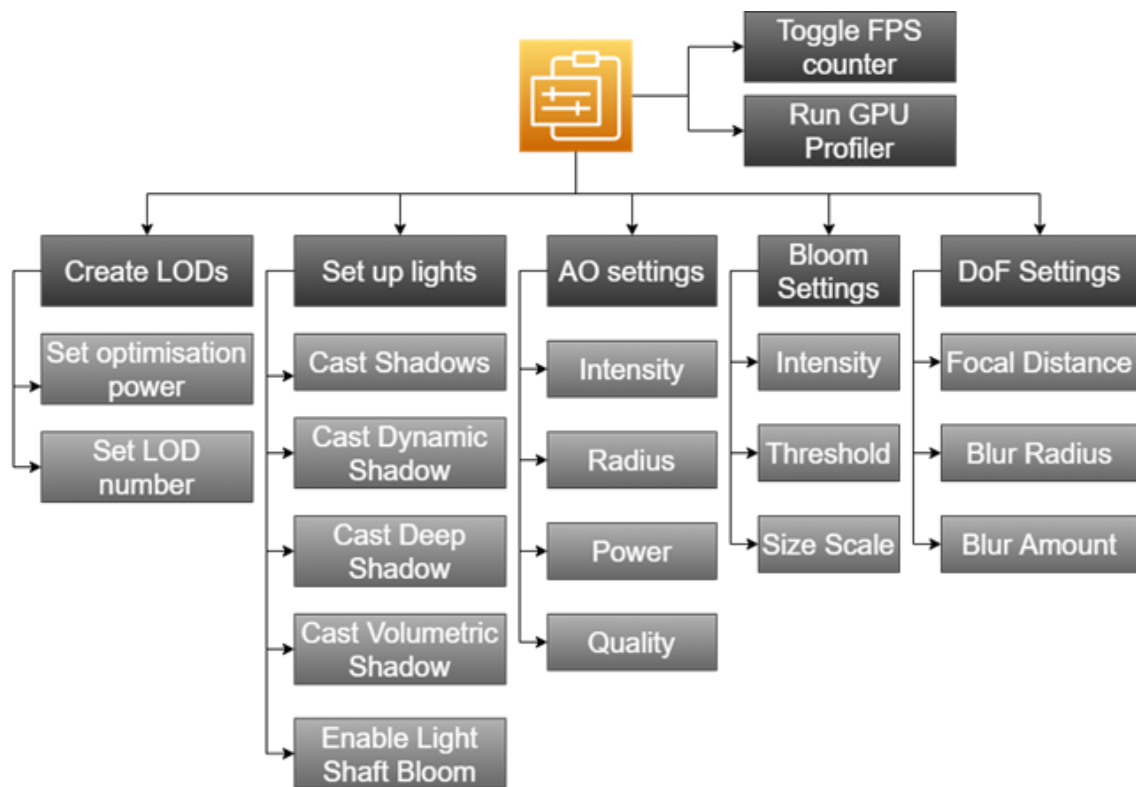 Toggle FPS
counter
Run GPU
Profiler
Create LODs
Set optimisation
power
Set LOD
number
Set up lights
Cast Shadows
Cast Dynamic
Shadow
Cast Deep
Shadow
Cast Volumetric
Shadow
Enable Light
Shaft Bloom
AO settings
Intensity
Radius
Power
Quality
Bloom
Settings
Intensity
Threshold
Size Scale
DoF Settings
Focal Distance
Blur Radius
Blur Amount